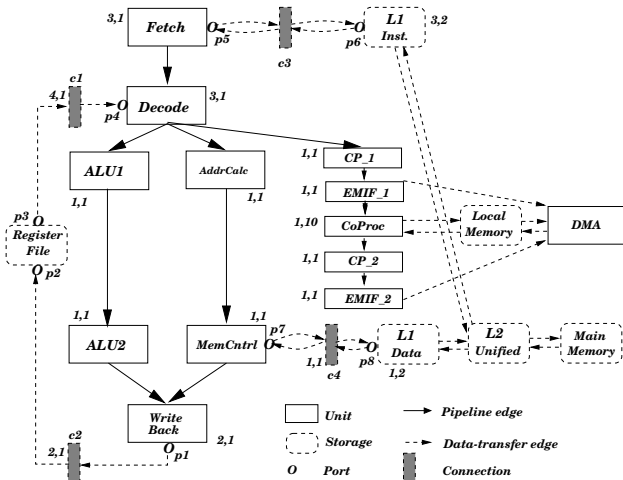 3,1
Fetch
p5
p6
L1
Inst.
3,2
c3
c1
4,1
p4
Decode
3,1
ALU1
1,1
AddrCalc
1,1
1,1
CP_1
1,1
EMIF_1
1,10
CoProc
Local
Memory
DMA
1,1
CP_2
1,1
EMIF_2
p3
Register
File
p2
1,1
ALU2
1,1
MemCntrl
p7
1,1
c4
p8
L1
Data
1,2
L2
Unified
Main
Memory
Write
Back
2,1
p1
c2
2,1
Unit
Pipeline edge
Storage
Data-transfer edge
Port
Connection